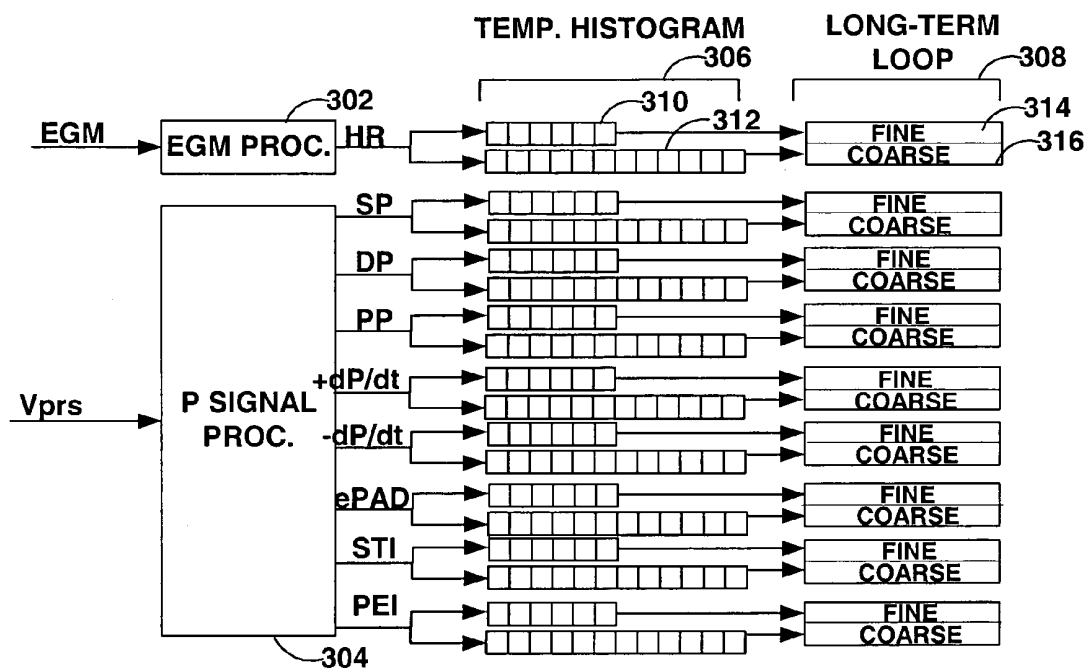 TEMP. HISTOGRAM
LONG-TERM
LOOP
306
308
302
310
312
314
316
EGM
EGM PROC.
HR
FINE
COARSE
SP
FINE
COARSE
DP
FINE
COARSE
PP
FINE
COARSE
Vprs
P SIGNAL
PROC.
+dP/dt
FINE
COARSE
-dP/dt
FINE
COARSE
ePAD
FINE
COARSE
STI
FINE
COARSE
PEI
FINE
COARSE
304